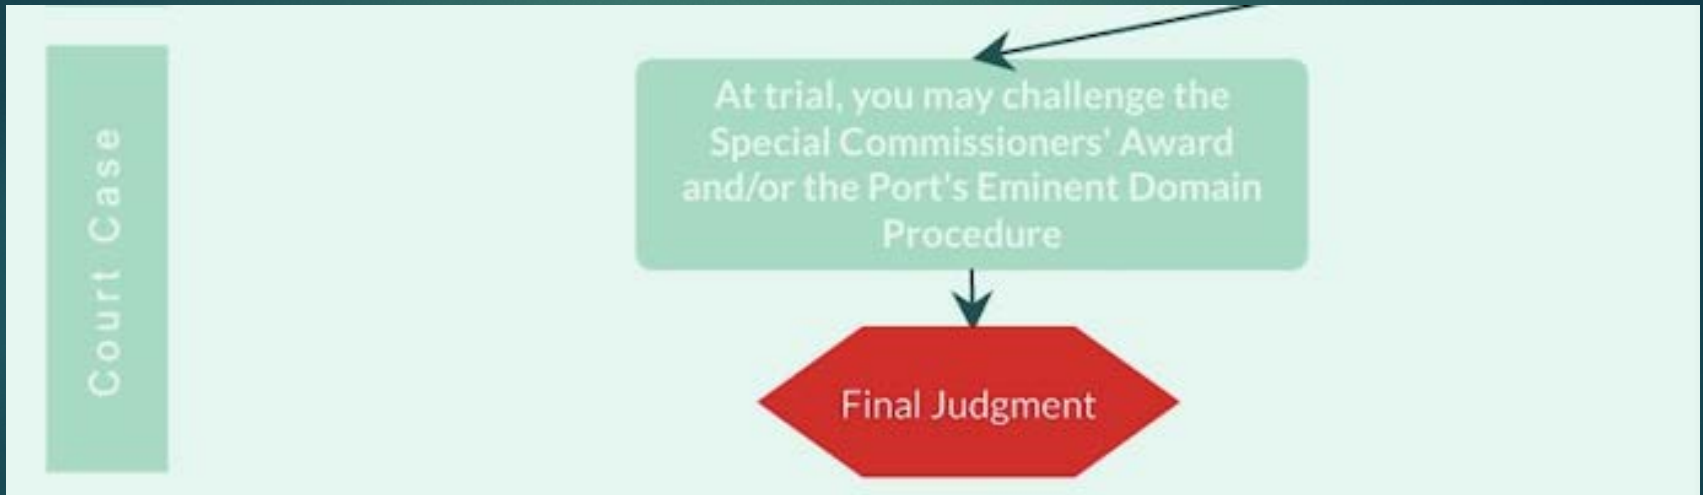 Court Case
At trial, you may challenge the
Special Commissioners' Award
and/or the Port's Eminent Domain
Procedure
Final Judgment